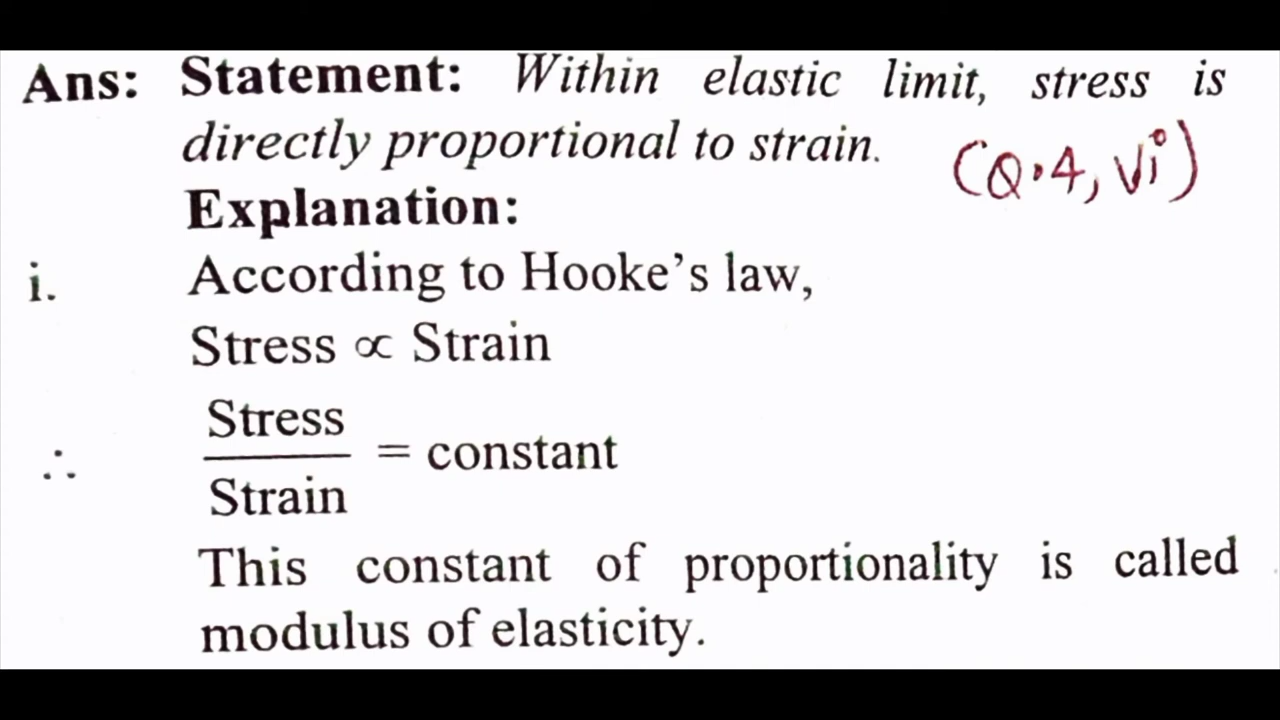 Ans: Statement: Within elastic limit, stress is
directly proportional to strain. (Q.4, vi)
Explanation:
i. According to Hooke's law,
Stress ∝ Strain
∴ Stress
Strain = constant
This constant of proportionality is called
modulus of elasticity.